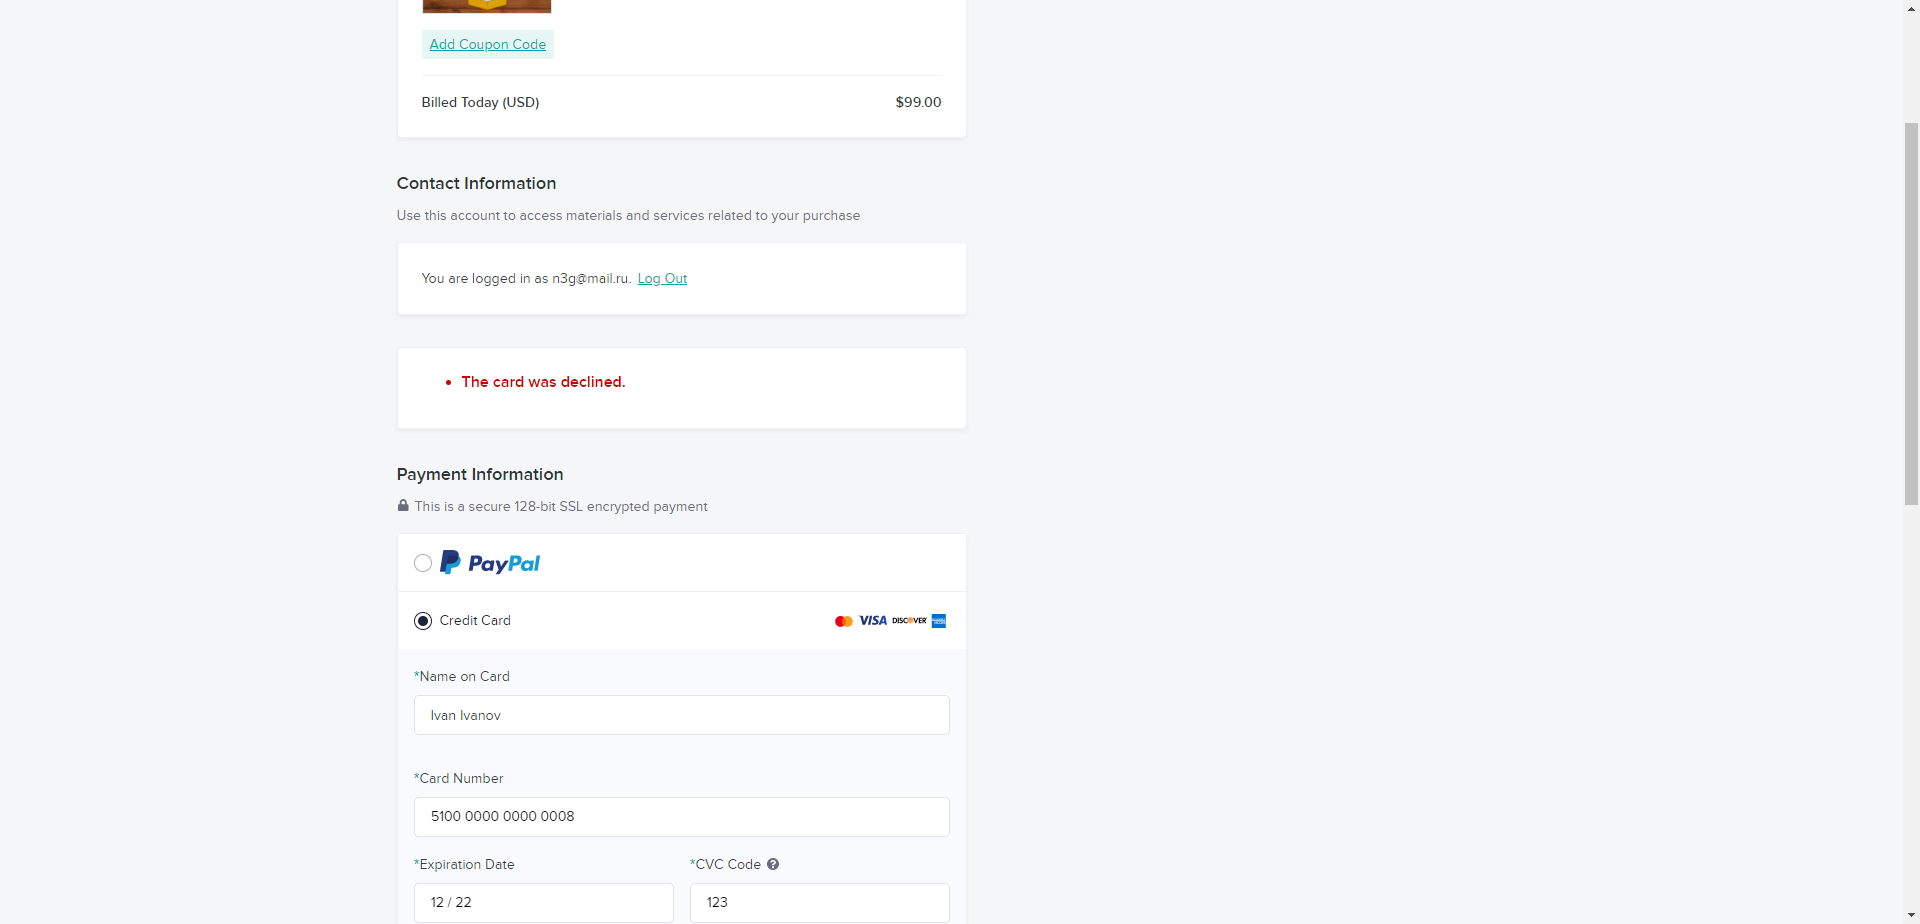 Add Coupon Code
Billed Today (USD) $99.00
Contact Information
Use this account to access materials and services related to your purchase
You are logged in as n3g@mail.ru. Log Out
• The card was declined.
Payment Information
This is a secure 128-bit SSL encrypted payment
PayPal
Credit Card VISA DISCOVER
*Name on Card
Ivan Ivanov
*Card Number
5100 0000 0000 0008
*Expiration Date *CVC Code ?
12 / 22 123